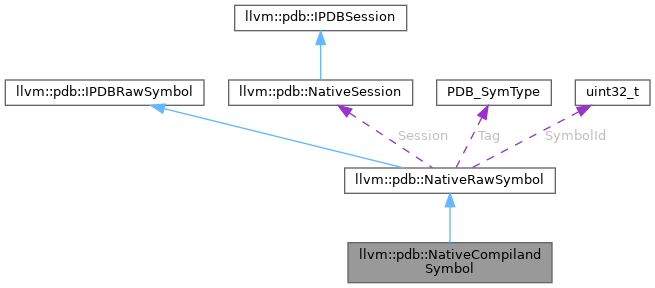 llvm::pdb::IPDBSession
llvm::pdb::IPDBRawSymbol
llvm::pdb::NativeSession
PDB_SymType
uint32_t
Session
Tag
SymbolId
llvm::pdb::NativeRawSymbol
llvm::pdb::NativeCompiland
Symbol